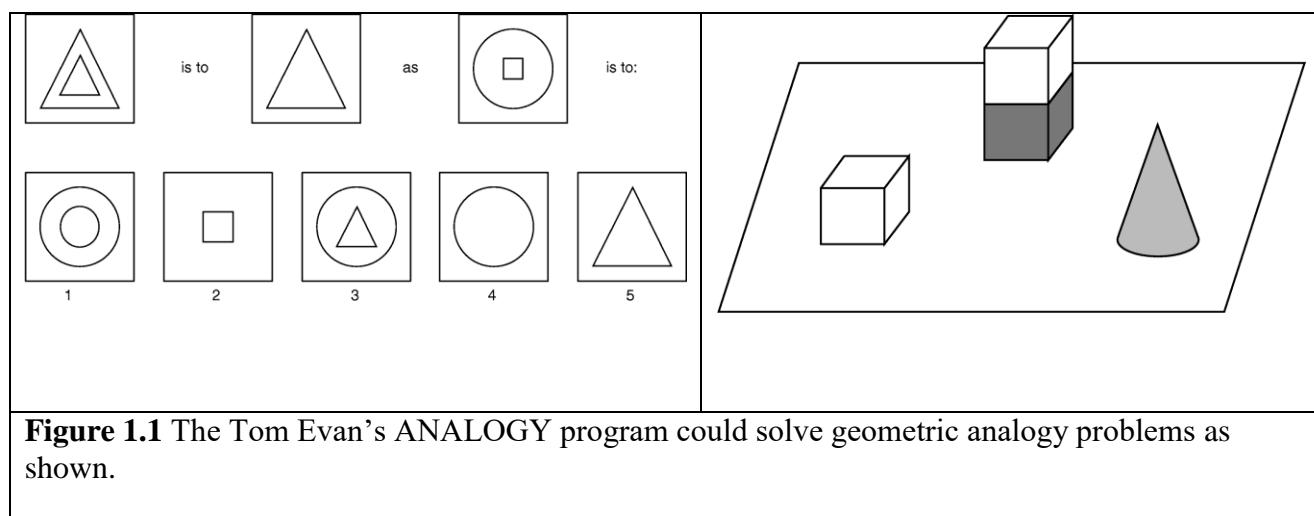 is to as is to:
1 2 3 4 5
Figure 1.1 The Tom Evan’s ANALOGY program could solve geometric analogy problems as
shown.